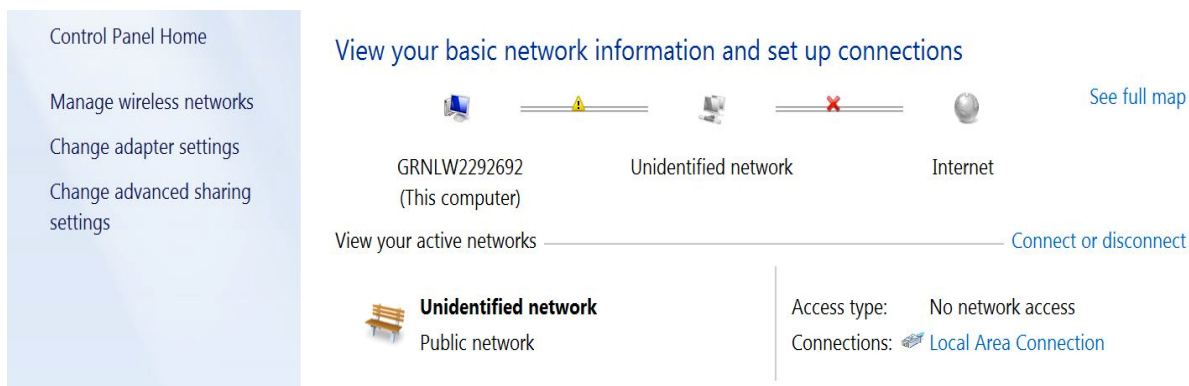 Control Panel Home
Manage wireless networks
Change adapter settings
Change advanced sharing
settings
View your basic network information and set up connections
See full map
GRNLW2292692
(This computer)
Unidentified network
Internet
View your active networks
Connect or disconnect
Unidentified network
Public network
Access type: No network access
Connections: Local Area Connection